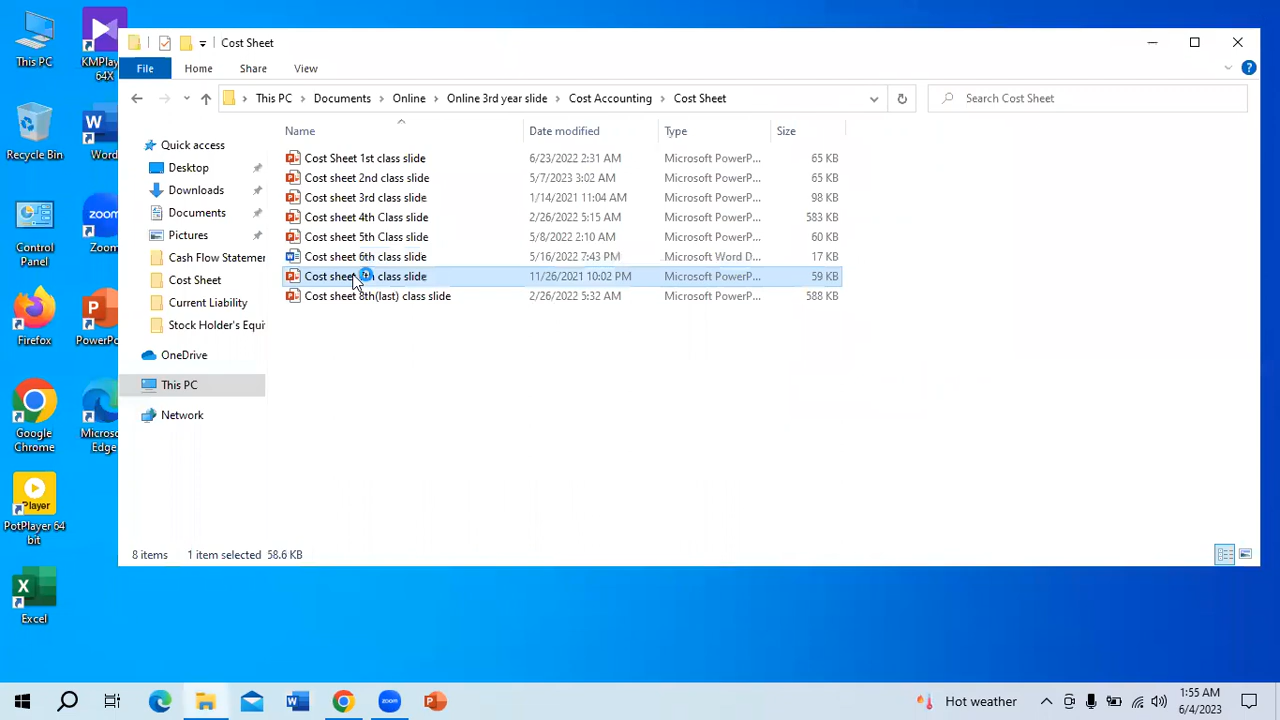 This PC
Recycle Bin
Control
Panel
Firefox
Google
Chrome
Player
PotPlayer 64
bit
Excel
KMPlay
64X
Word
Zoom
PowerPo
Micros
Edge
Cost Sheet
File
Home
Share
View
This PC
Documents
Online
Online 3rd year slide
Cost Accounting
Cost Sheet
Search Cost Sheet
Quick access
Desktop
Downloads
Documents
Pictures
Cash Flow Stateme
Cost Sheet
Current Liability
Stock Holder's Equi
OneDrive
This PC
Network
Name Date modified Type Size
Cost Sheet 1st class slide 6/23/2022 2:31 AM Microsoft PowerP... 65 KB
Cost sheet 2nd class slide 5/7/2023 3:02 AM Microsoft PowerP... 65 KB
Cost sheet 3rd class slide 1/14/2021 11:04 AM Microsoft PowerP... 98 KB
Cost sheet 4th Class slide 2/26/2022 5:15 AM Microsoft PowerP... 583 KB
Cost sheet 5th Class slide 5/8/2022 2:10 AM Microsoft PowerP... 60 KB
Cost sheet 6th class slide 5/16/2022 7:43 PM Microsoft Word D... 17 KB
Cost sheet class slide 11/26/2021 10:02 PM Microsoft PowerP... 59 KB
Cost sheet 8th(last) class slide 2/26/2022 5:32 AM Microsoft PowerP... 588 KB
8 items 1 item selected 58.6 KB
zoom
Hot weather
1:55 AM
6/4/2023